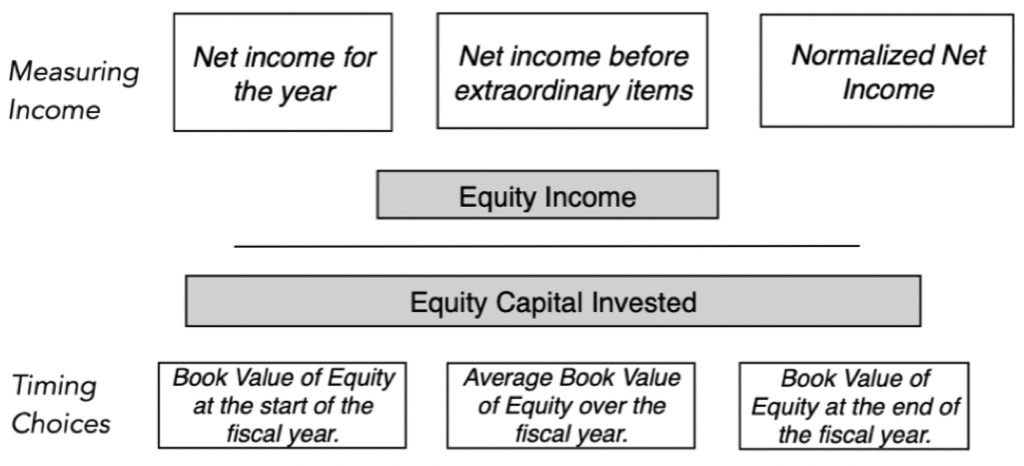 Measuring
Income
Net income for
the year
Net income before
extraordinary items
Normalized Net
Income
Equity Income
Equity Capital Invested
Timing
Choices
Book Value of Equity
at the start of the
fiscal year.
Average Book Value
of Equity over the
fiscal year.
Book Value of
Equity at the end of
the fiscal year.